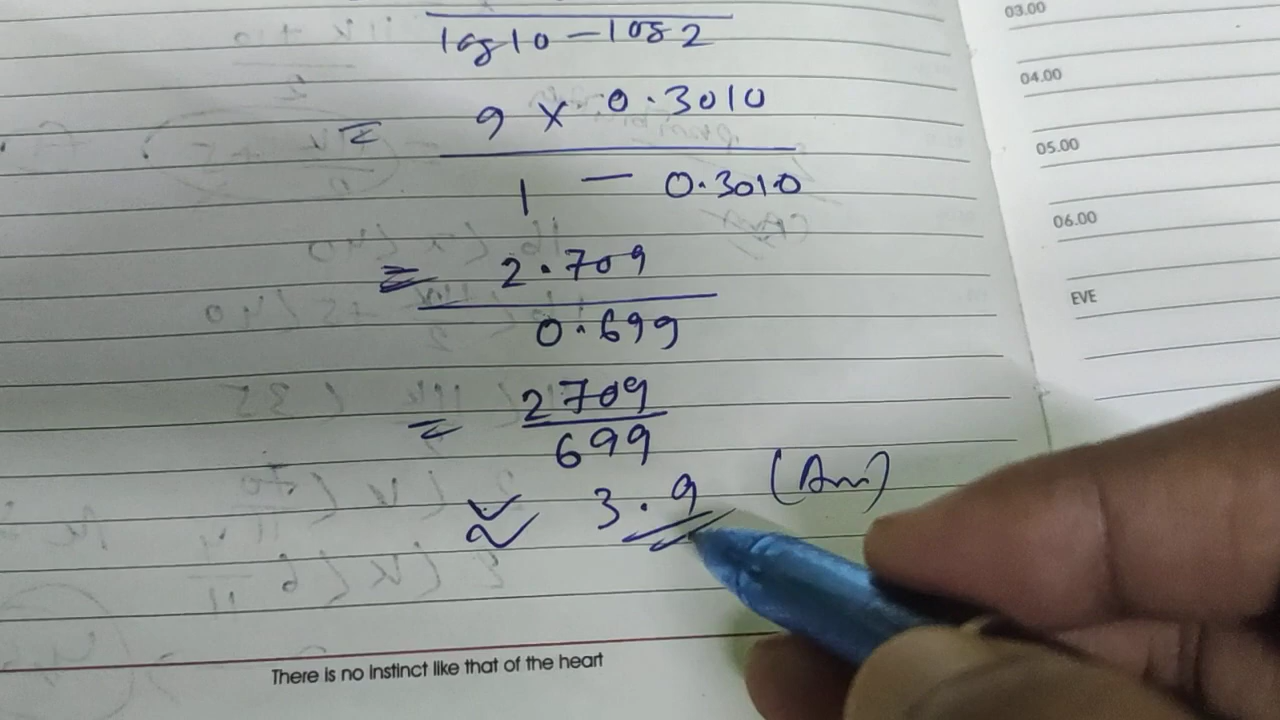 log10 – log2
= 9 × 0.3010
1 – 0.3010
= 2.709
0.699
= 2709
699
≈ 3.9 (Ans)
There is no instinct like that of the heart
03.00
04.00
05.00
06.00
EVE